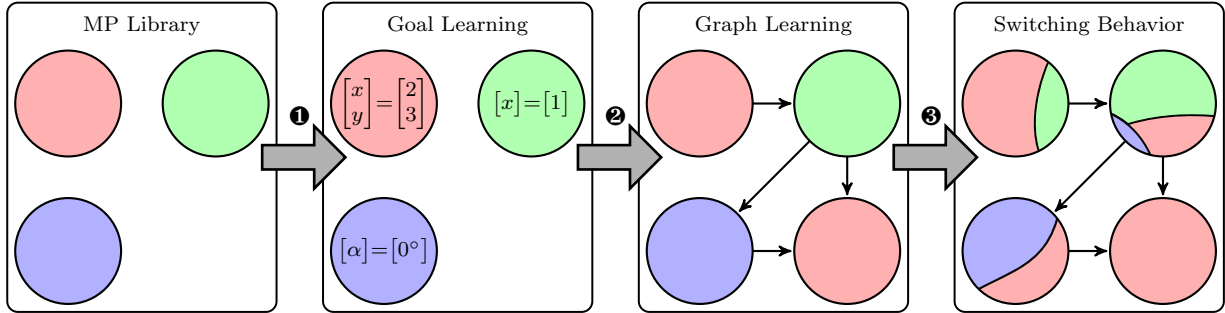 MP Library
Goal Learning
Graph Learning
Switching Behavior
❶
❷
❸
[x y] = [2 3]
[x] = [1]
[α] = [0°]